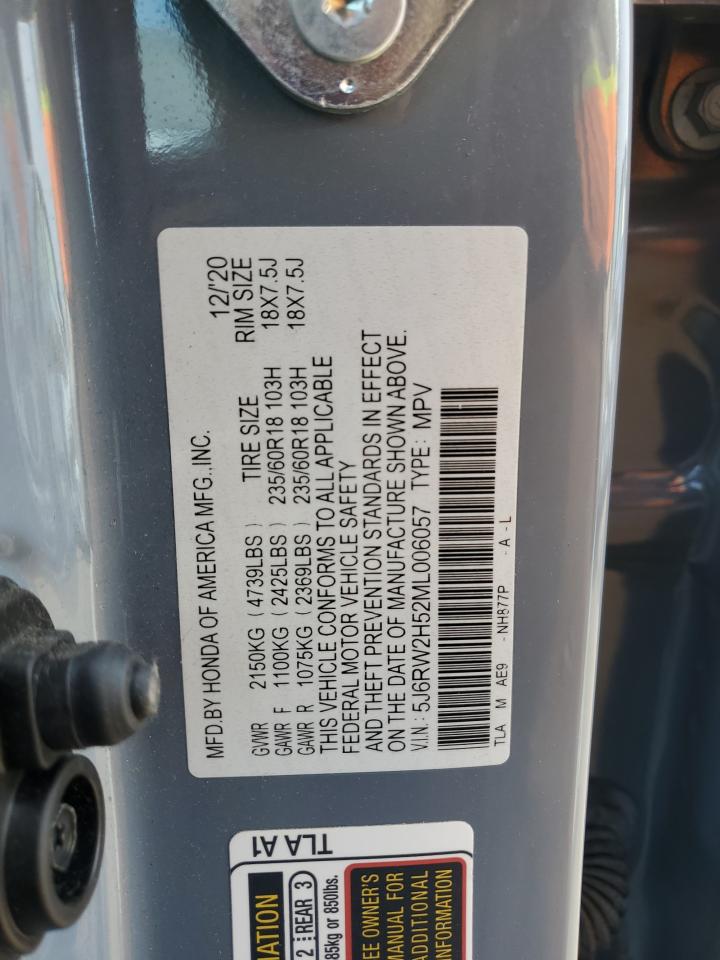 MFD.BY HONDA OF AMERICA MFG.,INC. 12/'20
TIRE SIZE RIM SIZE
GVWR 2150KG (4739LBS)
GAWR F 1100KG (2426LBS) 235/60R18 103H 18X7.5J
GAWR R 1075KG (2369LBS) 235/60R18 103H 18X7.5J
THIS VEHICLE CONFORMS TO ALL APPLICABLE
FEDERAL MOTOR VEHICLE SAFETY
AND THEFT PREVENTION STANDARDS IN EFFECT
ON THE DATE OF MANUFACTURE SHOWN ABOVE.
V.I.N.: 5J6RW2H52ML006057 TYPE: MPV
TLA M AE9 - NH877P - A - L
TLA A1
MATION
2 REAR 3
85kg or 850lbs.
EE OWNER'S
MANUAL FOR
ADDITIONAL
INFORMATION